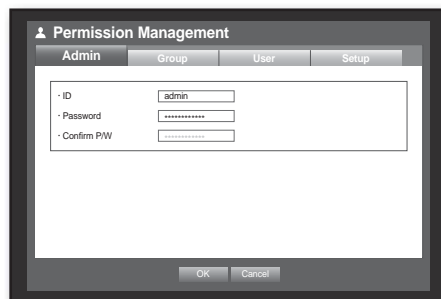 Permission Management
Admin Group User Setup
· ID admin
· Password ************
· Confirm P/W ************
OK Cancel